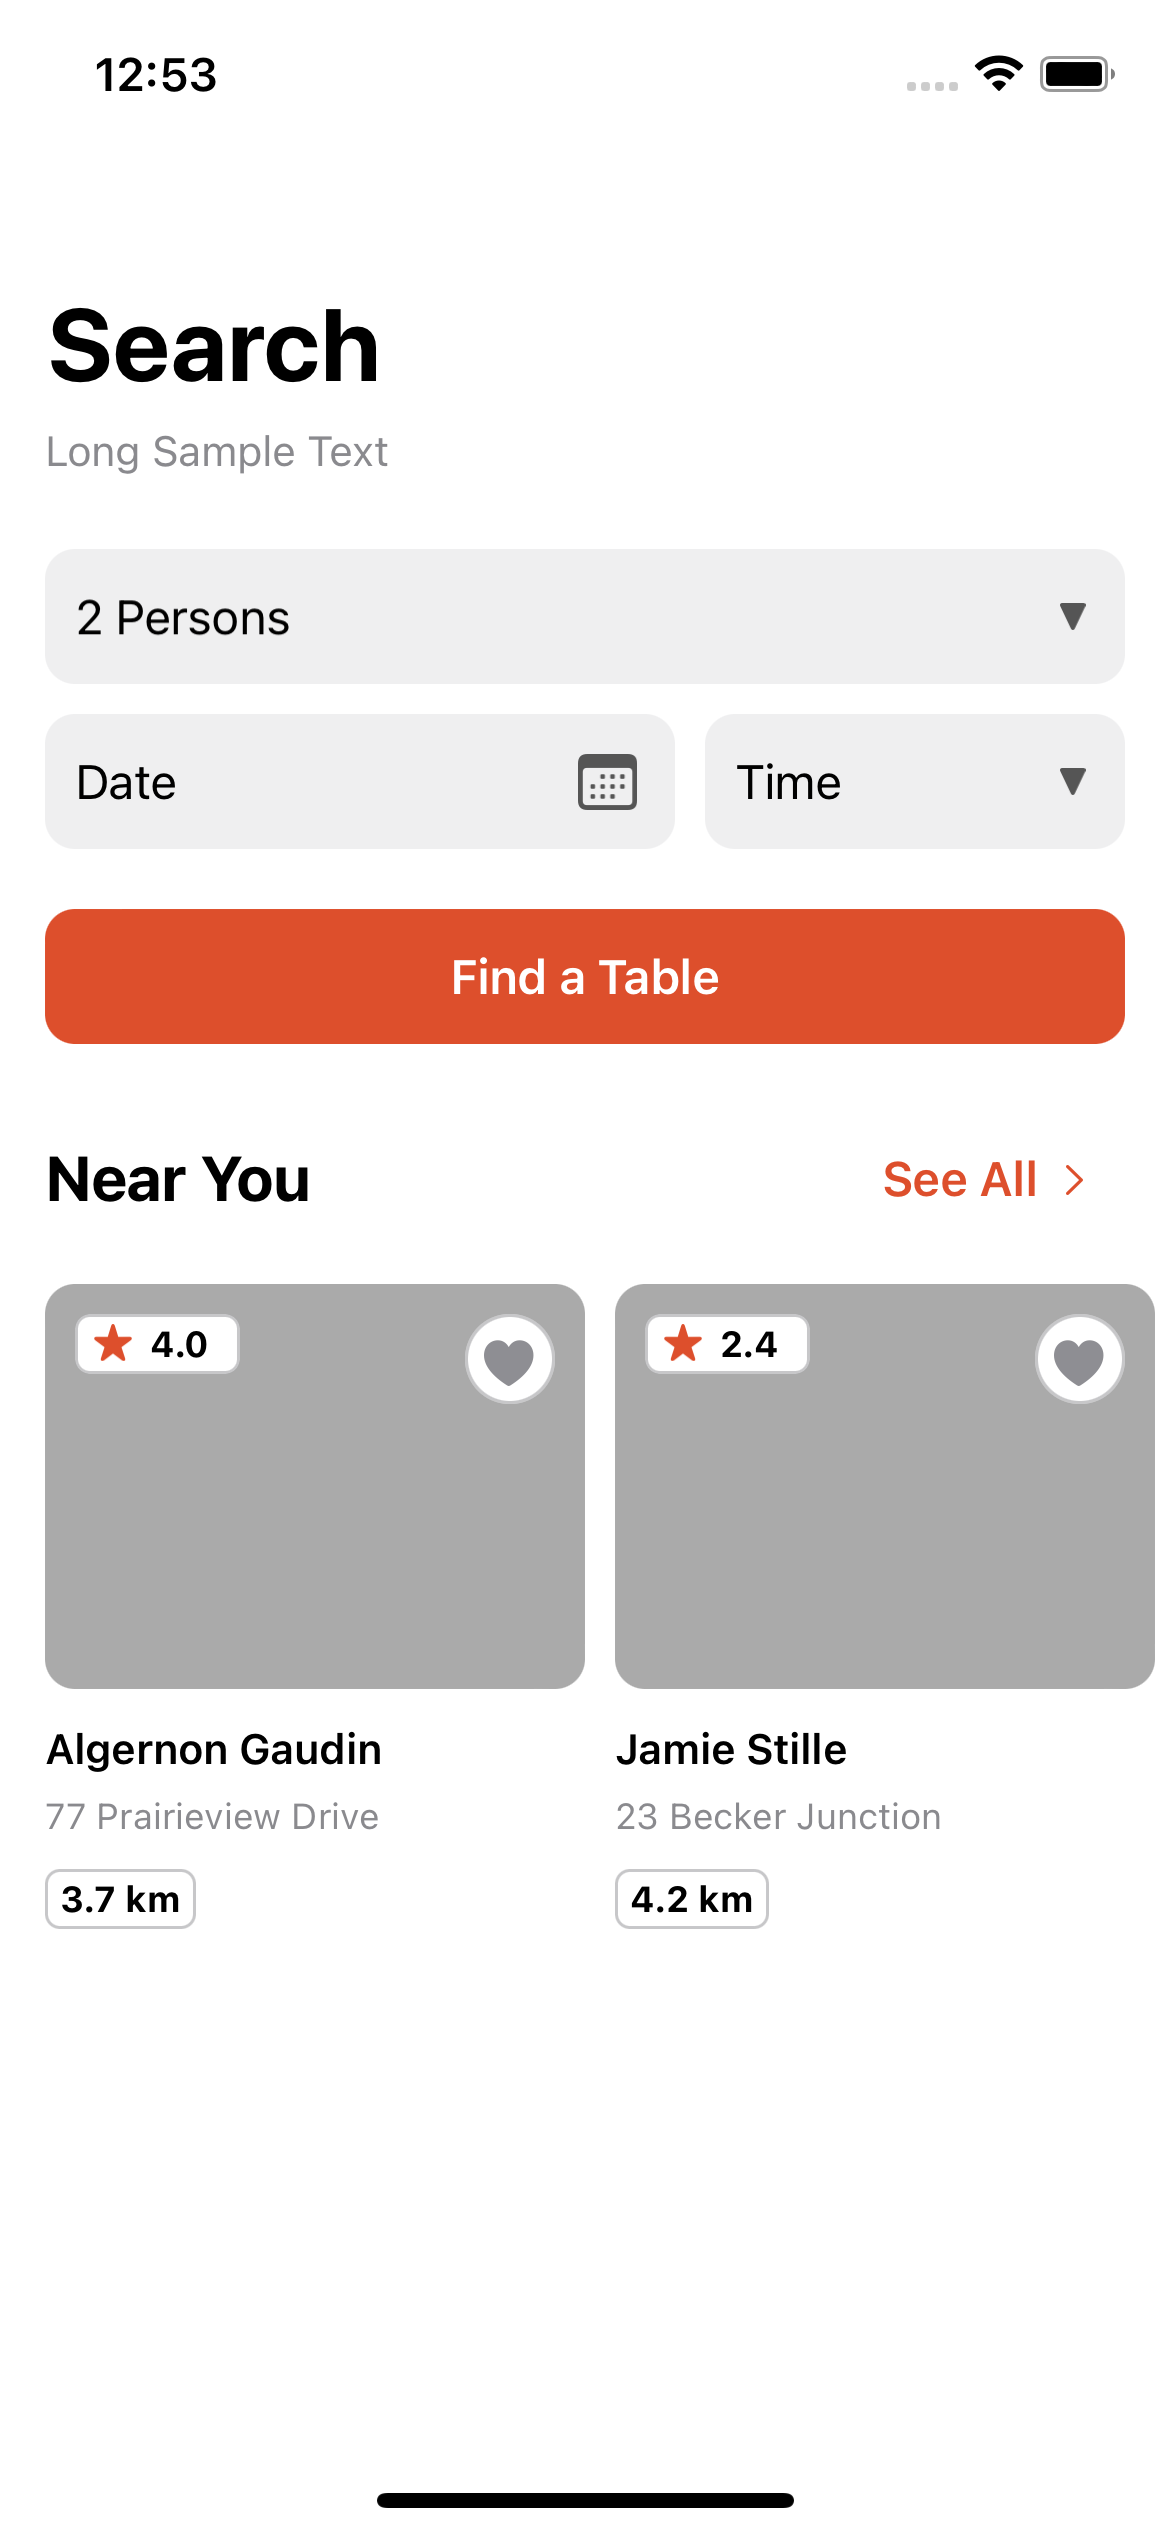 12:53
Search
Long Sample Text
2 Persons
Date
Time
Find a Table
Near You
See All
4.0
2.4
Algernon Gaudin
Jamie Stille
77 Prairieview Drive
23 Becker Junction
3.7 km
4.2 km